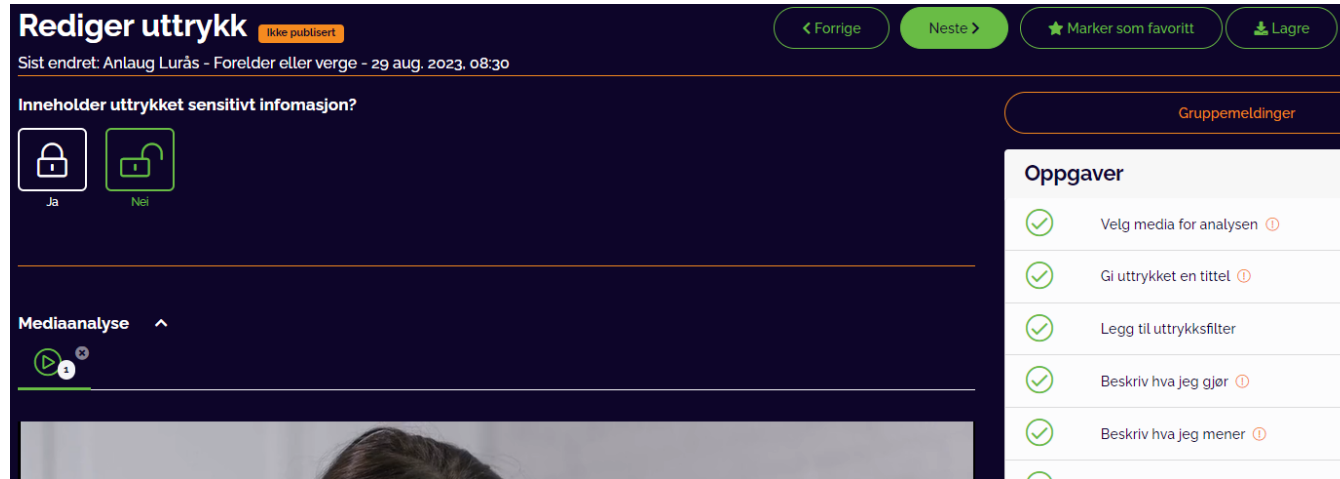 Rediger uttrykk Ikke publisert
Forrige
Neste
Marker som favoritt
Lagre
Sist endret: Anlaug Lurås - Forelder eller verge - 29 aug. 2023, 08:30
Inneholder uttrykket sensitivt infomasjon?
Ja
Nei
Mediaanalyse
1
Gruppemeldinger
Oppgaver
Velg media for analysen
Gi uttrykket en tittel
Legg til uttrykksfilter
Beskriv hva jeg gjør
Beskriv hva jeg mener